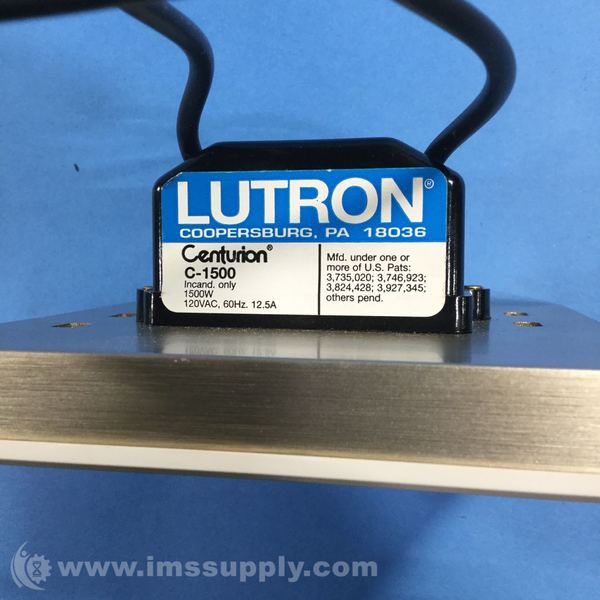 LUTRON®
COOPERSBURG, PA 18036
Centurion®
C-1500
Incand. only
1500W
120VAC, 60Hz. 12.5A
Mfd. under one or
more of U.S. Pats:
3,735,020; 3,746,923;
3,824,428; 3,927,345;
others pend.
www.imssupply.com